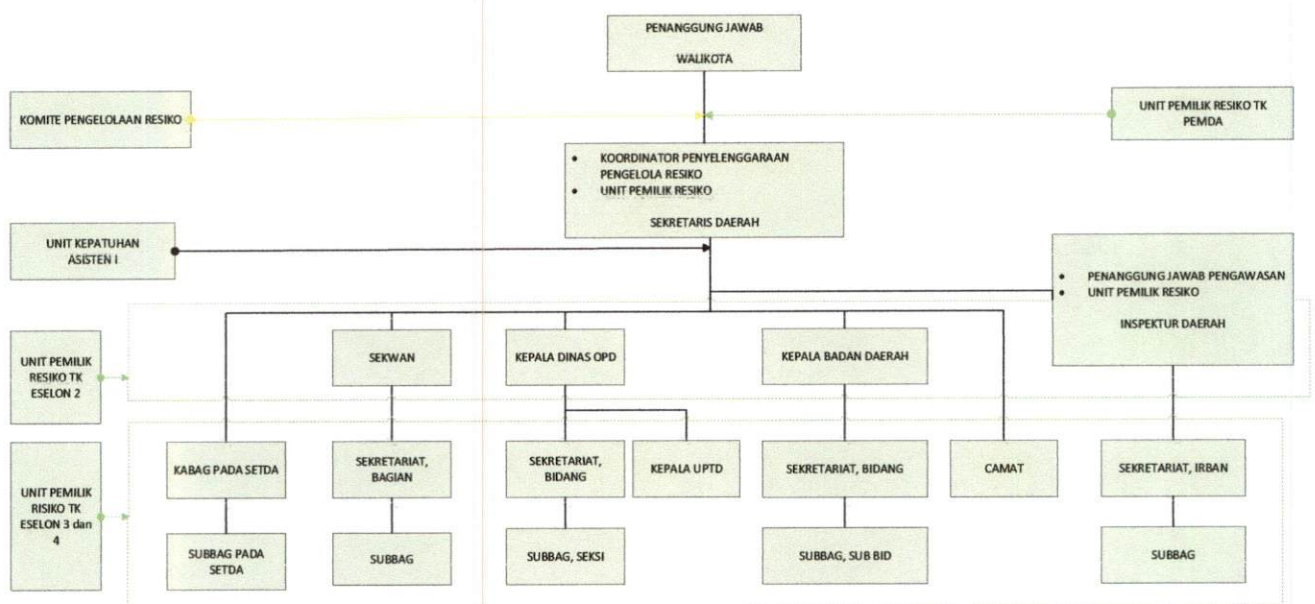 PENANGGUNG JAWAB
WALIKOTA
KOMITE PENGELOLAAN RESIKO
UNIT PEMILIK RESIKO TK
PEMDA
• KOORDINATOR PENYELENGGARAAN
PENGELOLA RESIKO
• UNIT PEMILIK RESIKO
SEKRETARIS DAERAH
UNIT KEPATUHAN
ASISTEN I
• PENANGGUNG JAWAB PENGAWASAN
• UNIT PEMILIK RESIKO
INSPEKTUR DAERAH
UNIT PEMILIK
RESIKO TK
ESELON 2
SEKWAN
KEPALA DINAS OPD
KEPALA BADAN DAERAH
UNIT PEMILIK
RISIKO TK
ESELON 3 dan
4
KABAG PADA SETDA
SEKRETARIAT,
BAGIAN
SEKRETARIAT,
BIDANG
KEPALA UPTD
SEKRETARIAT, BIDANG
CAMAT
SEKRETARIAT, IRBAN
SUBBAG PADA
SETDA
SUBBAG
SUBBAG, SEKSI
SUBBAG, SUB BID
SUBBAG